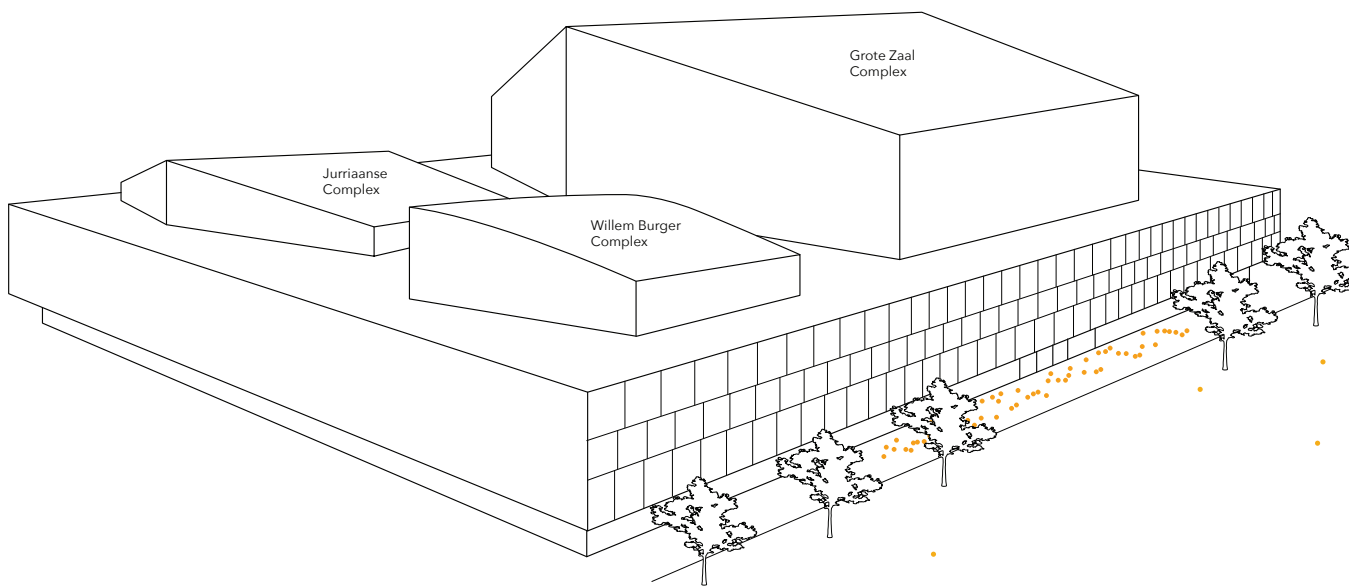 Grote Zaal
Complex
Jurriaanse
Complex
Willem Burger
Complex